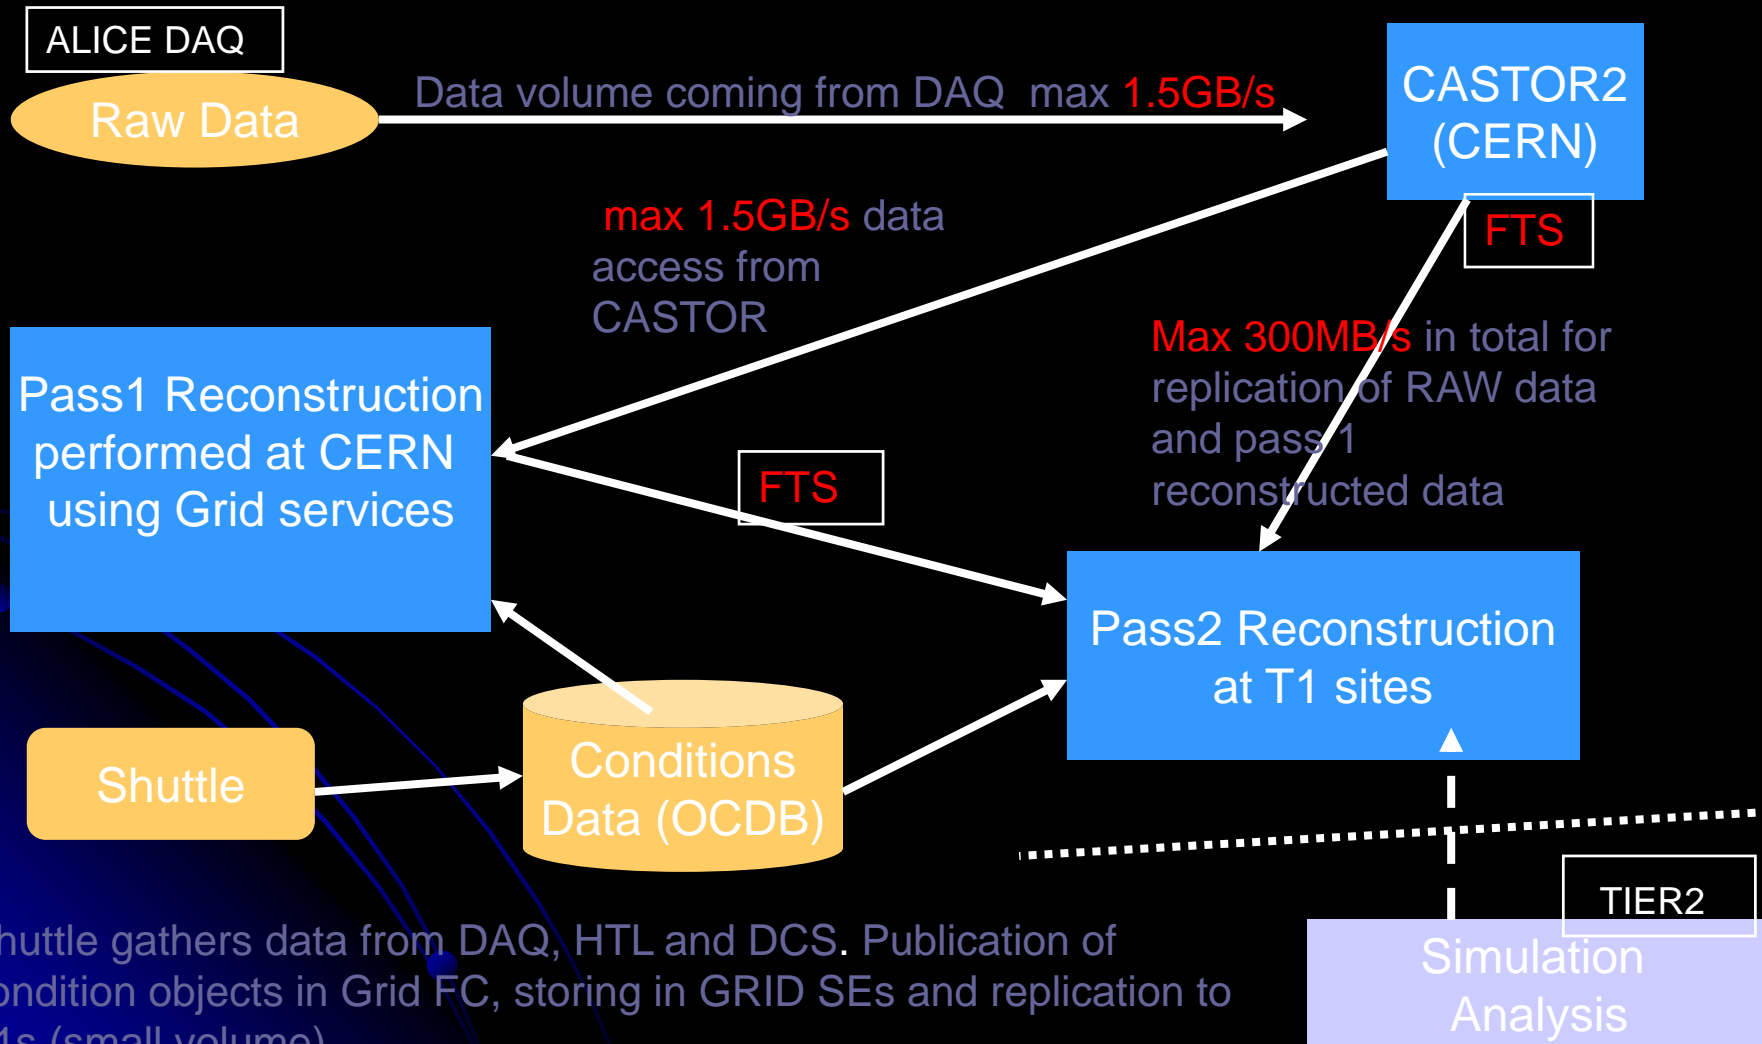 ALICE DAQ
Raw Data
Data volume coming from DAQ max 1.5GB/s
CASTOR2
(CERN)
FTS
max 1.5GB/s data
access from
CASTOR
Max 300MB/s in total for
replication of RAW data
and pass 1
reconstructed data
Pass1 Reconstruction
performed at CERN
using Grid services
FTS
Pass2 Reconstruction
at T1 sites
Shuttle
Conditions
Data (OCDB)
TIER2
Simulation
Analysis
huttle gathers data from DAQ, HTL and DCS. Publication of
ondition objects in Grid FC, storing in GRID SEs and replication to
1s (small volume)